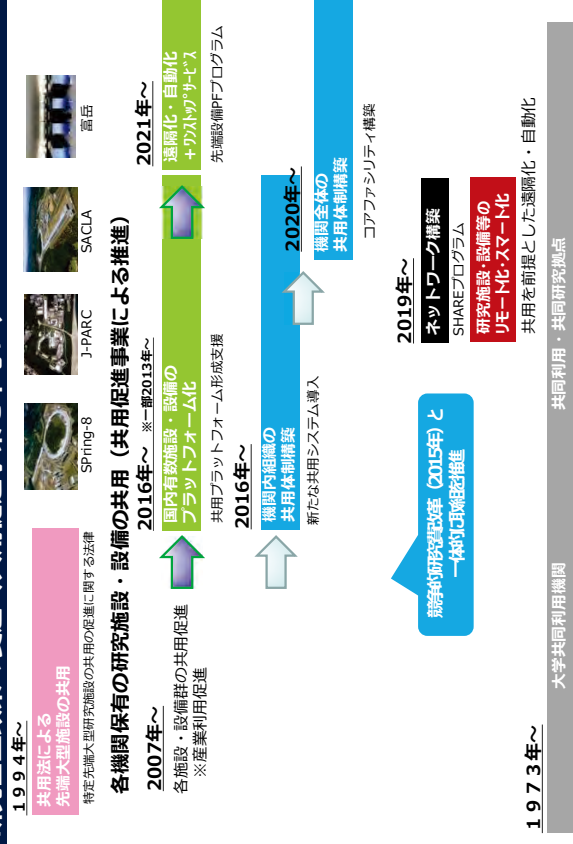 １９９４年～
共用法による
先端大型施設の共用
特定先端大型研究施設の共用の促進に関する法律
SPring-8
J-PARC
SACLA
富岳
各機関保有の研究施設・設備の共用（共用促進事業による推進）
2007年～
各施設・設備群の共用促進
※産業利用促進
2016年～ ※一部2013年～
国内有数施設・設備の
プラットフォーム化
共用プラットフォーム形成支援
2021年～
遠隔化・自動化
＋ワンストップサービス
先端設備PFプログラム
2016年～
機関内組織の
共用体制構築
新たな共用システム導入
2020年～
機関全体の
共用体制構築
コアファシリティ構築
競争的研究費改革（2015年）と
一体的に取組を推進
2019年～
ネットワーク構築
SHAREプログラム
研究施設・設備等の
リモート化・スマート化
共用を前提とした遠隔化・自動化
１９７３年～
大学共同利用機関
共同利用・共同研究拠点